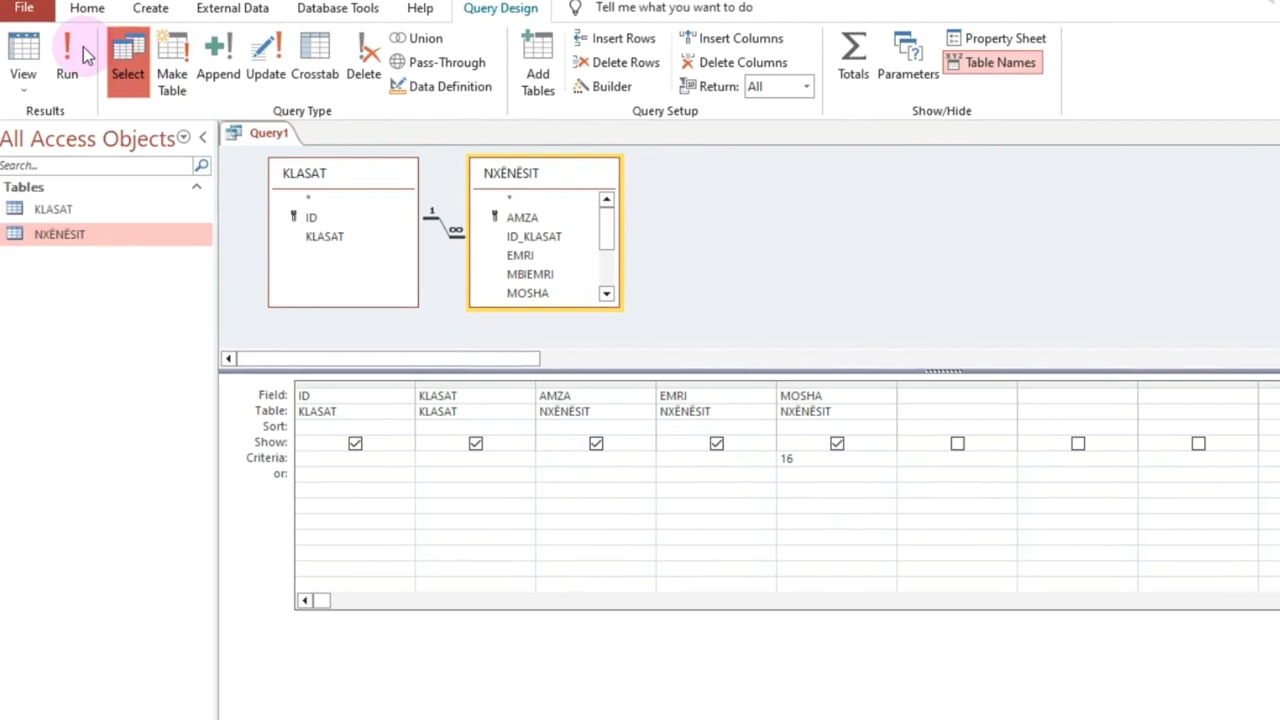 File Home Create External Data Database Tools Help Query Design Tell me what you want to do
View
Run
Select
Make Table
Append
Update
Crosstab
Delete
Union
Pass-Through
Data Definition
Add Tables
Insert Rows
Delete Rows
Builder
Insert Columns
Delete Columns
Return: All
Totals
Parameters
Property Sheet
Table Names
Results
Query Type
Query Setup
Show/Hide
All Access Objects
Search...
Tables
KLASAT
NXËNËSIT
Query1
KLASAT
*
ID
KLASAT
1
∞
NXËNËSIT
*
AMZA
ID_KLASAT
EMRI
MBIEMRI
MOSHA
Field: ID KLASAT AMZA EMRI MOSHA
Table: KLASAT KLASAT NXËNËSIT NXËNËSIT NXËNËSIT
Sort:
Show:
Criteria: 16
or: